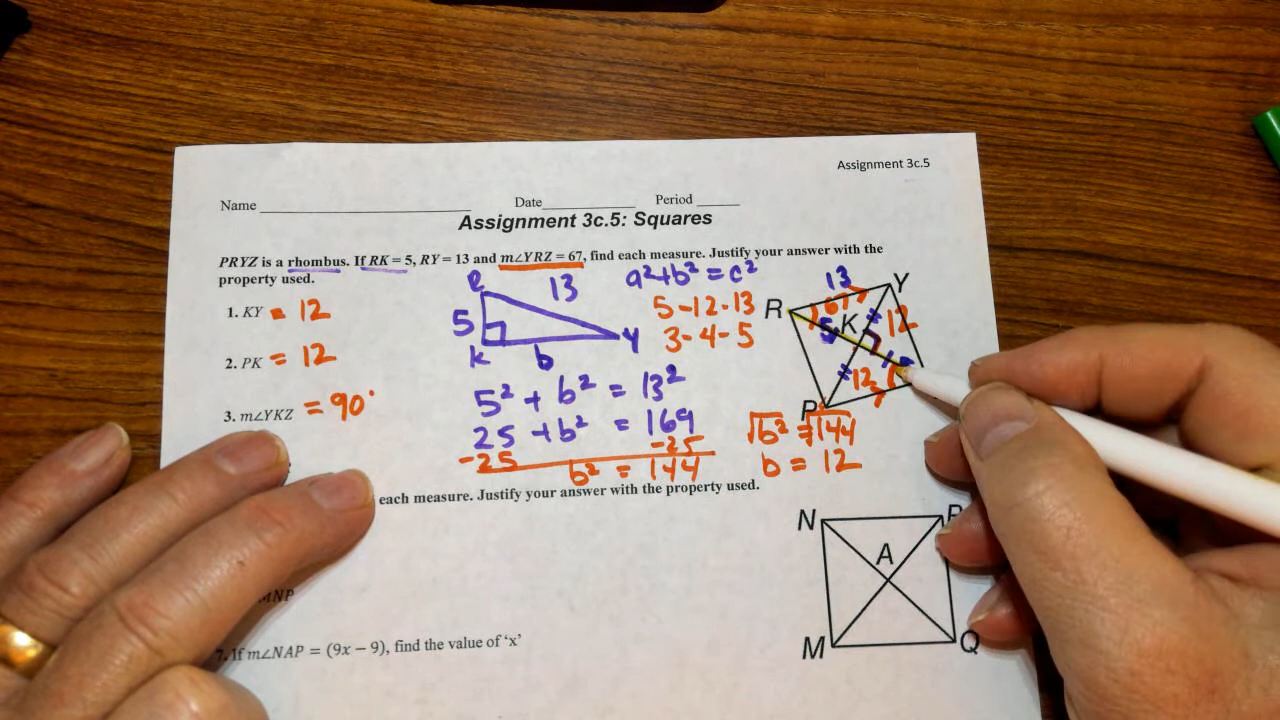 Assignment 3c.5
Name Date Period
Assignment 3c.5: Squares
PRYZ is a rhombus. If RK = 5, RY = 13 and m∠YRZ = 67, find each measure. Justify your answer with the
property used.
1. KY = 12
2. PK = 12
3. m∠YKZ = 90°
R 13
5
K b Y
a² + b² = c²
5-12-13
3-4-5
5² + b² = 13²
25 + b² = 169
-25 -25
b² = 144
√b² = √144
b = 12
13
R Y
67
5 K 12
12
P
each measure. Justify your answer with the property used.
N
A
M Q
MNP
7. If m∠NAP = (9x − 9), find the value of ‘x’